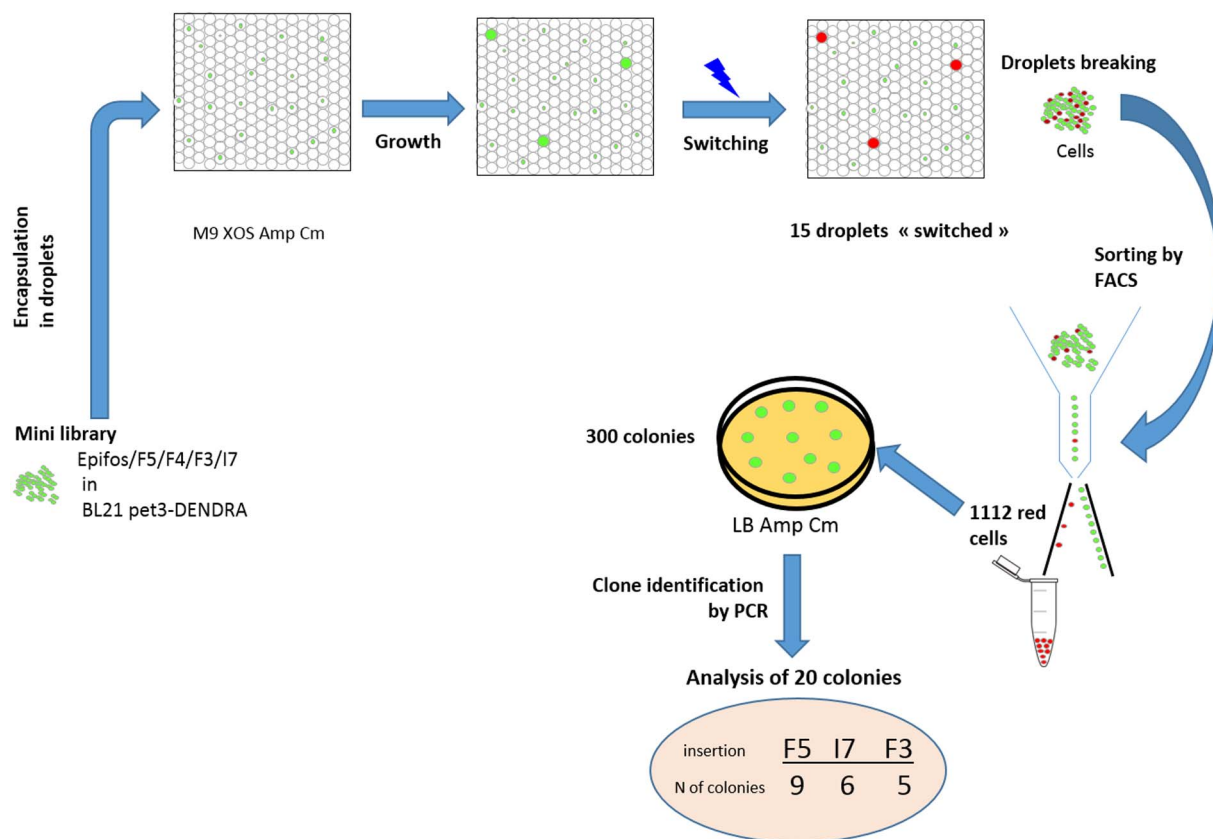 Encapsulation
in droplets
M9 XOS Amp Cm
Growth
Switching
15 droplets « switched »
Droplets breaking
Cells
Sorting by
FACS
Mini library
Epifos/F5/F4/F3/I7
in
BL21 pet3-DENDRA
300 colonies
LB Amp Cm
1112 red
cells
Clone identification
by PCR
Analysis of 20 colonies
insertion F5 I7 F3
N of colonies 9 6 5